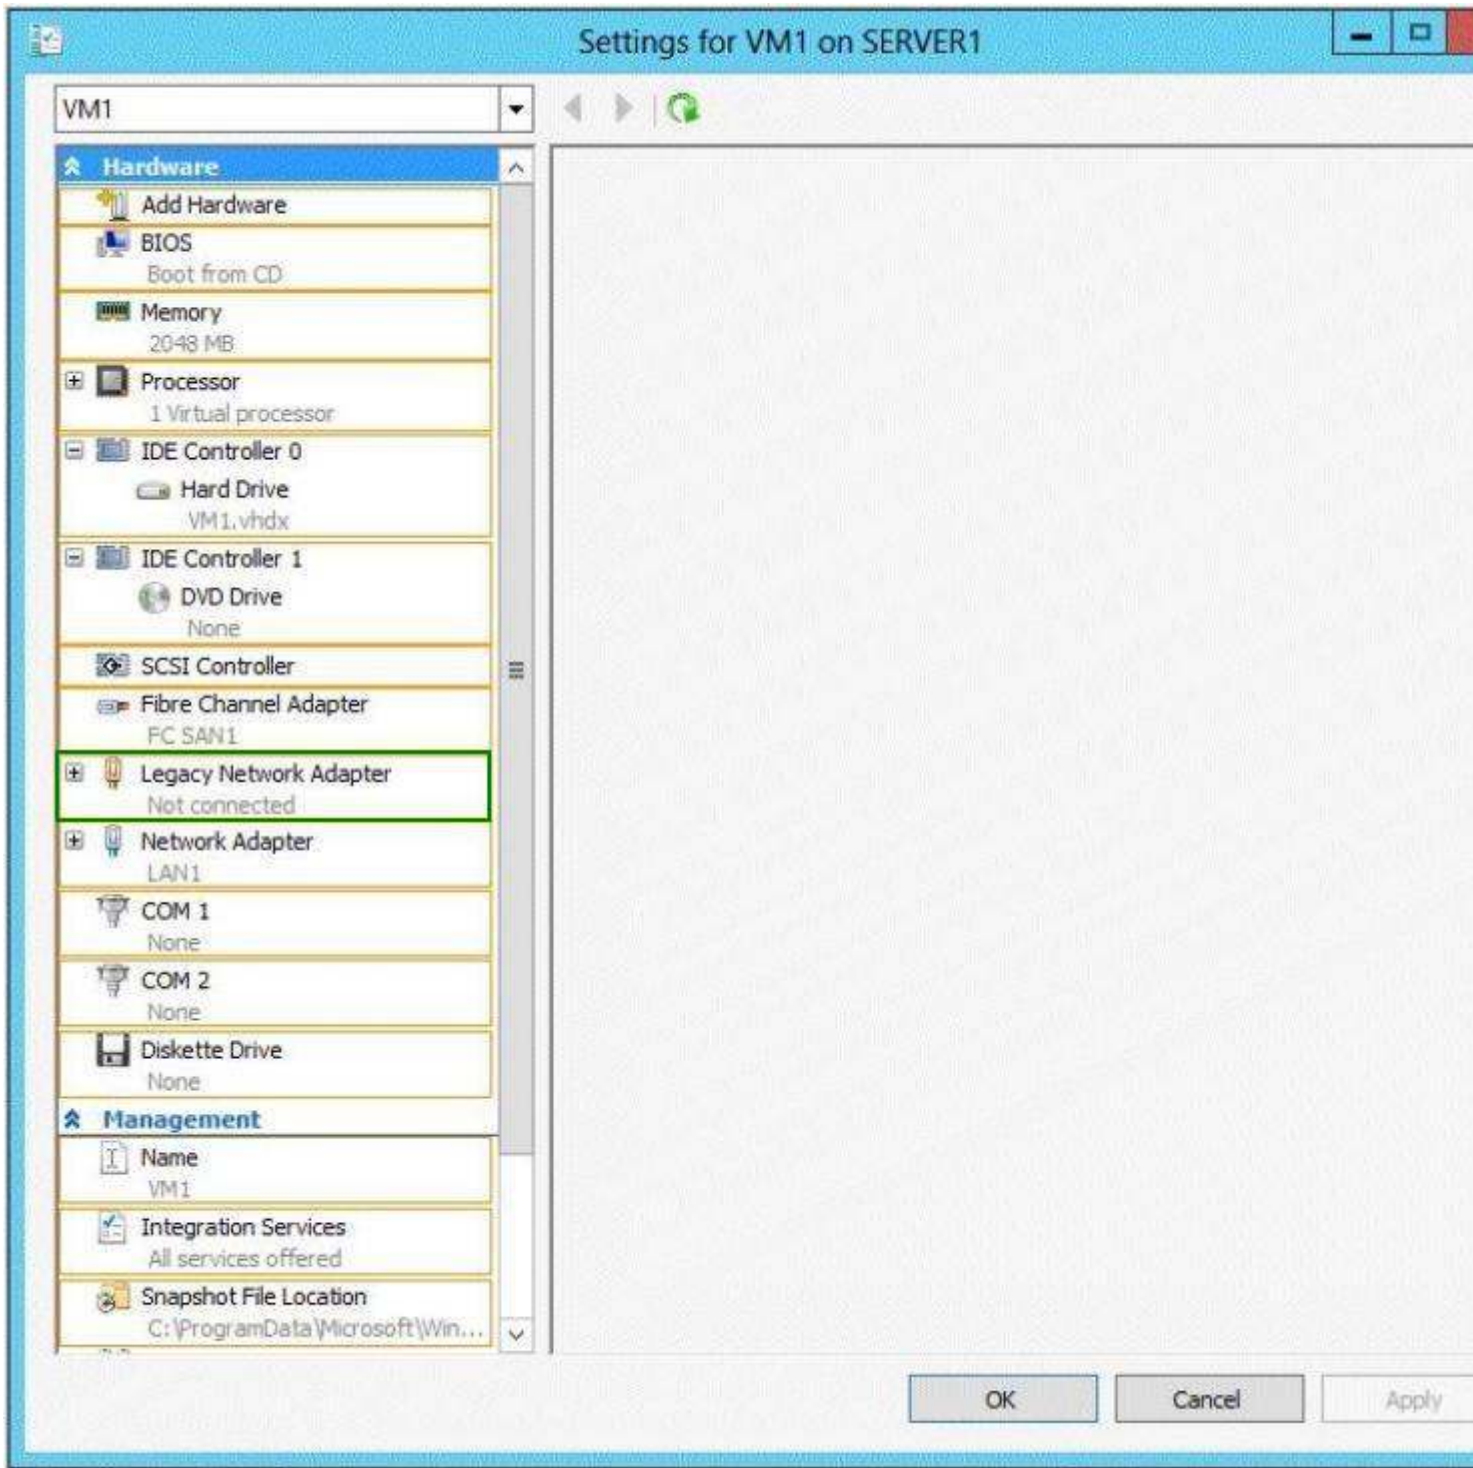 Settings for VM1 on SERVER1
VM1
Hardware
Add Hardware
BIOS
Boot from CD
Memory
2048 MB
Processor
1 Virtual processor
IDE Controller 0
Hard Drive
VM1.vhdx
IDE Controller 1
DVD Drive
None
SCSI Controller
Fibre Channel Adapter
FC SAN1
Legacy Network Adapter
Not connected
Network Adapter
LAN1
COM 1
None
COM 2
None
Diskette Drive
None
Management
Name
VM1
Integration Services
All services offered
Snapshot File Location
C:\ProgramData\Microsoft\Win...
OK Cancel Apply